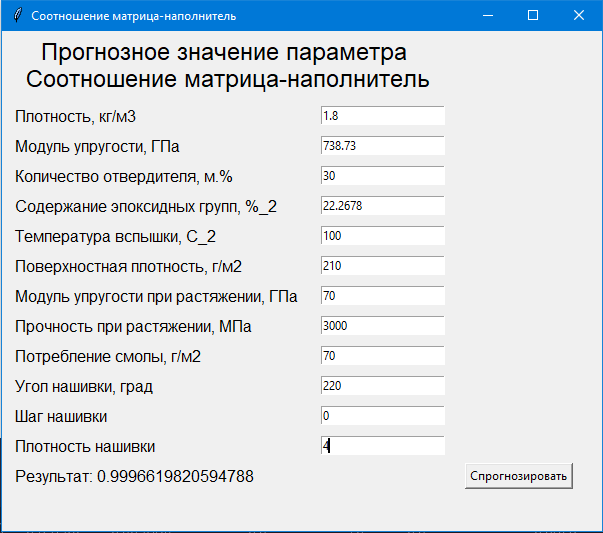 Соотношение матрица-наполнитель
Прогнозное значение параметра
Соотношение матрица-наполнитель
Плотность, кг/м3 1.8
Модуль упругости, ГПа 738.73
Количество отвердителя, м.% 30
Содержание эпоксидных групп, %_2 22.2678
Температура вспышки, С_2 100
Поверхностная плотность, г/м2 210
Модуль упругости при растяжении, ГПа 70
Прочность при растяжении, МПа 3000
Потребление смолы, г/м2 70
Угол нашивки, град 220
Шаг нашивки 0
Плотность нашивки 4
Результат: 0.9996619820594788 Спрогнозировать